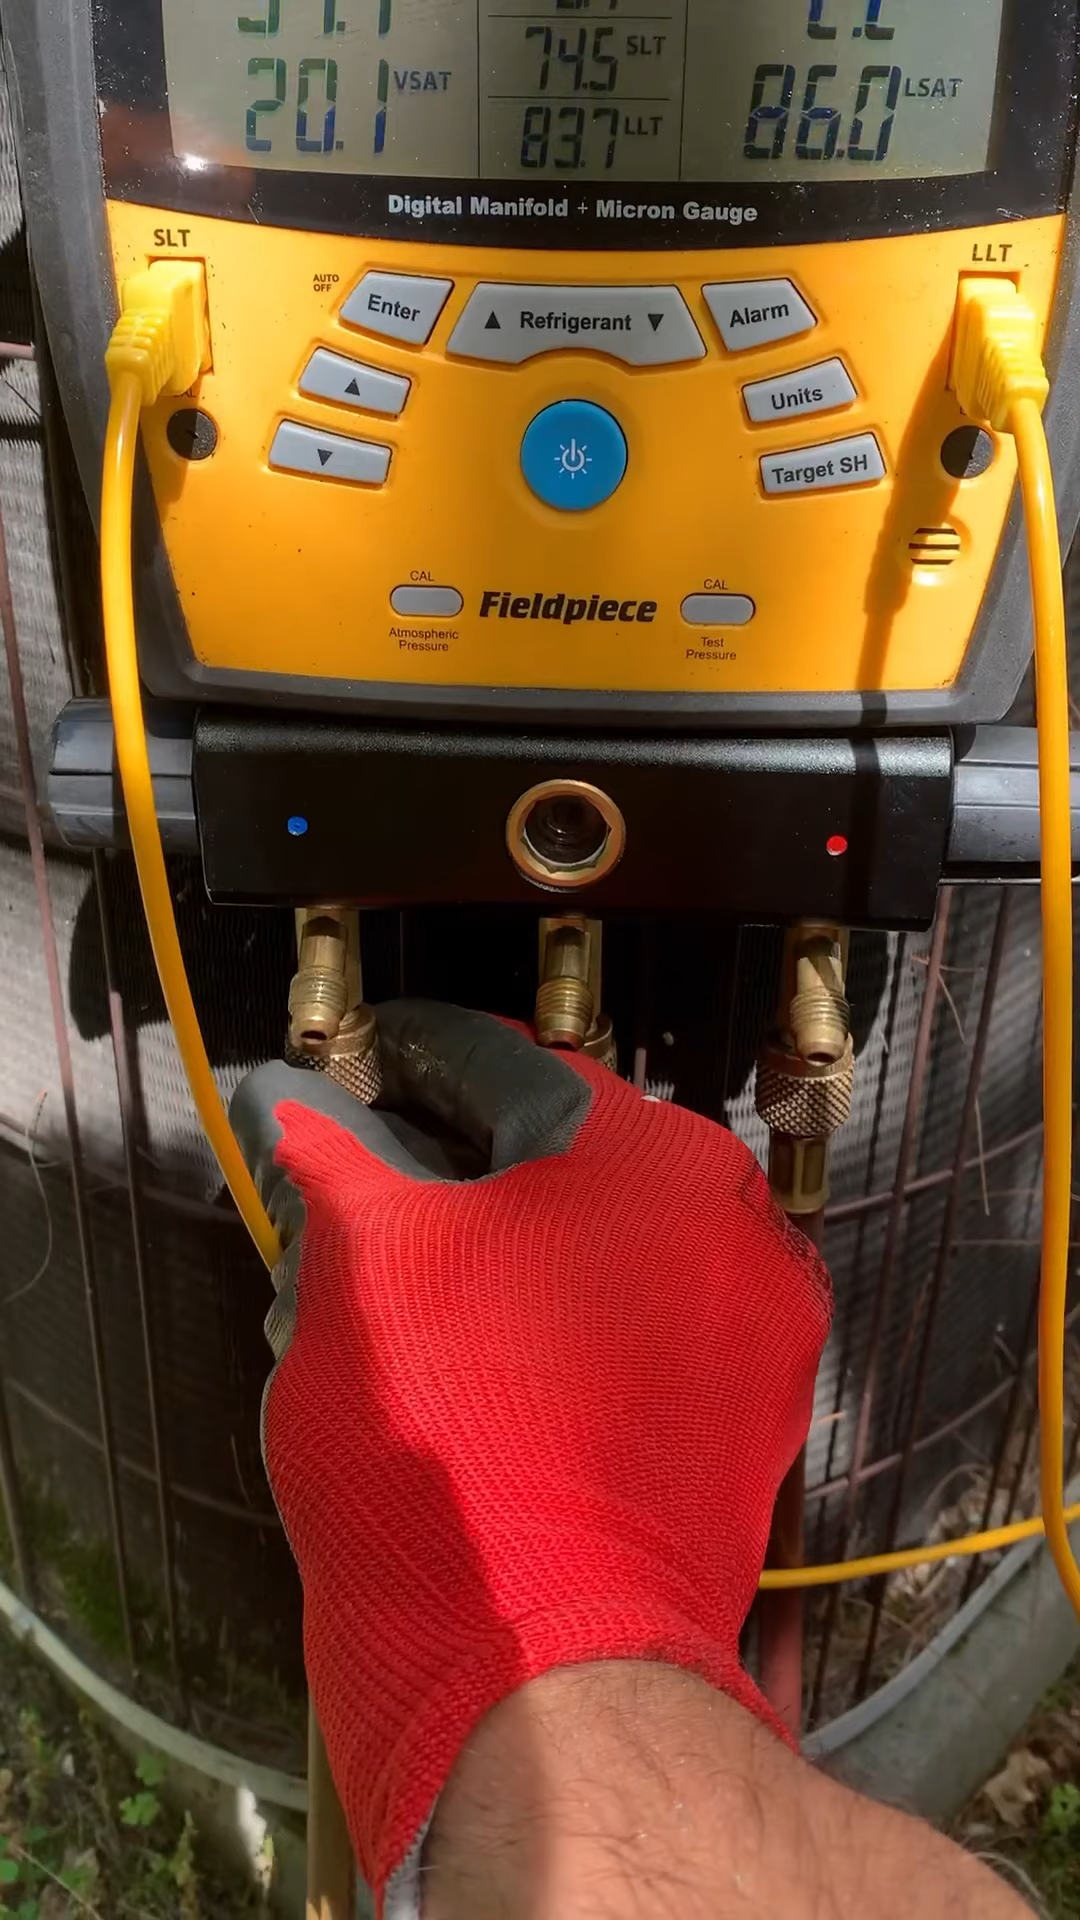 74.5 SLT
20.1 VSAT
83.7 LLT
86.0 LSAT
Digital Manifold + Micron Gauge
SLT
LLT
AUTO
OFF
Enter
▲ Refrigerant ▼
Alarm
▲
Units
▼
Target SH
CAL
Atmospheric
Pressure
Fieldpiece
CAL
Test
Pressure